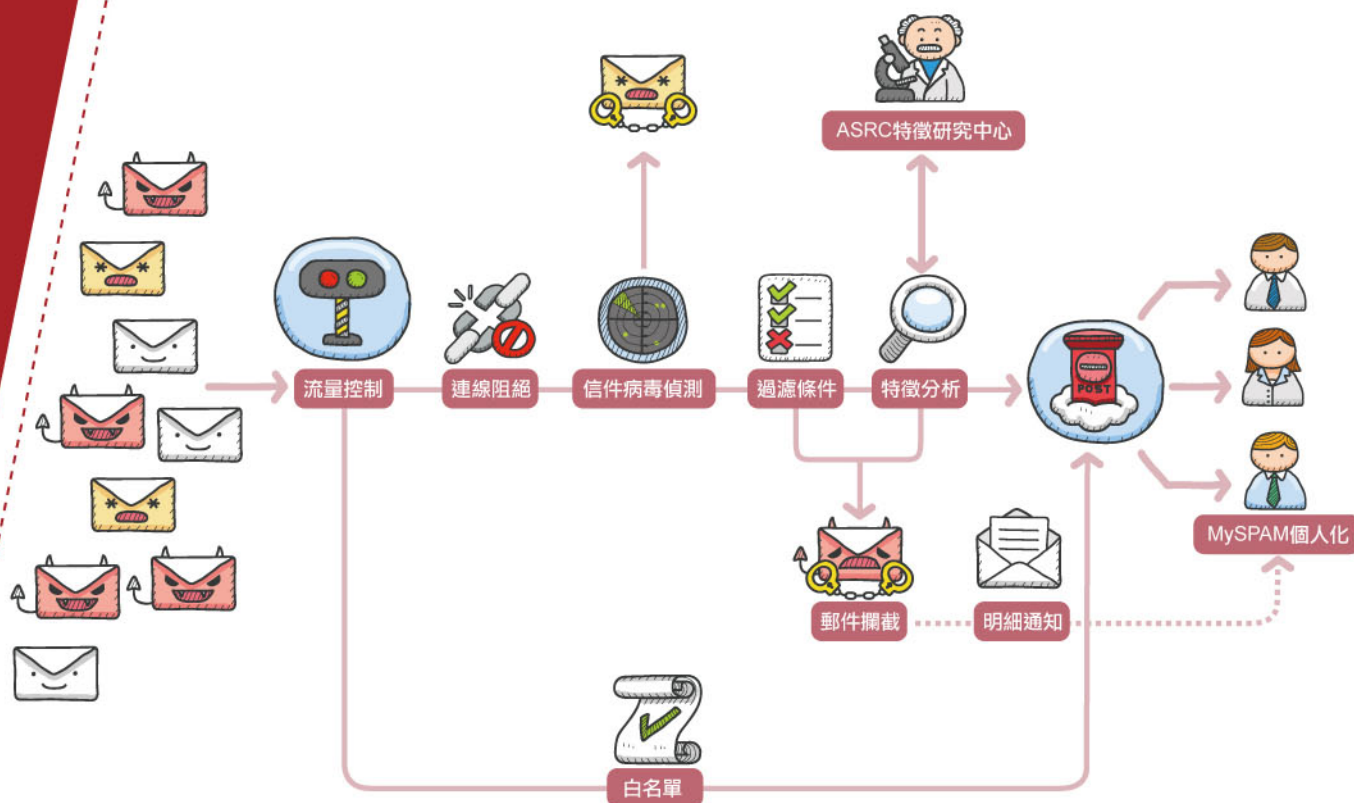 ASRC特徵研究中心
流量控制
連線阻絕
信件病毒偵測
過濾條件
特徵分析
POST
MySPAM個人化
郵件攔截
明細通知
白名單